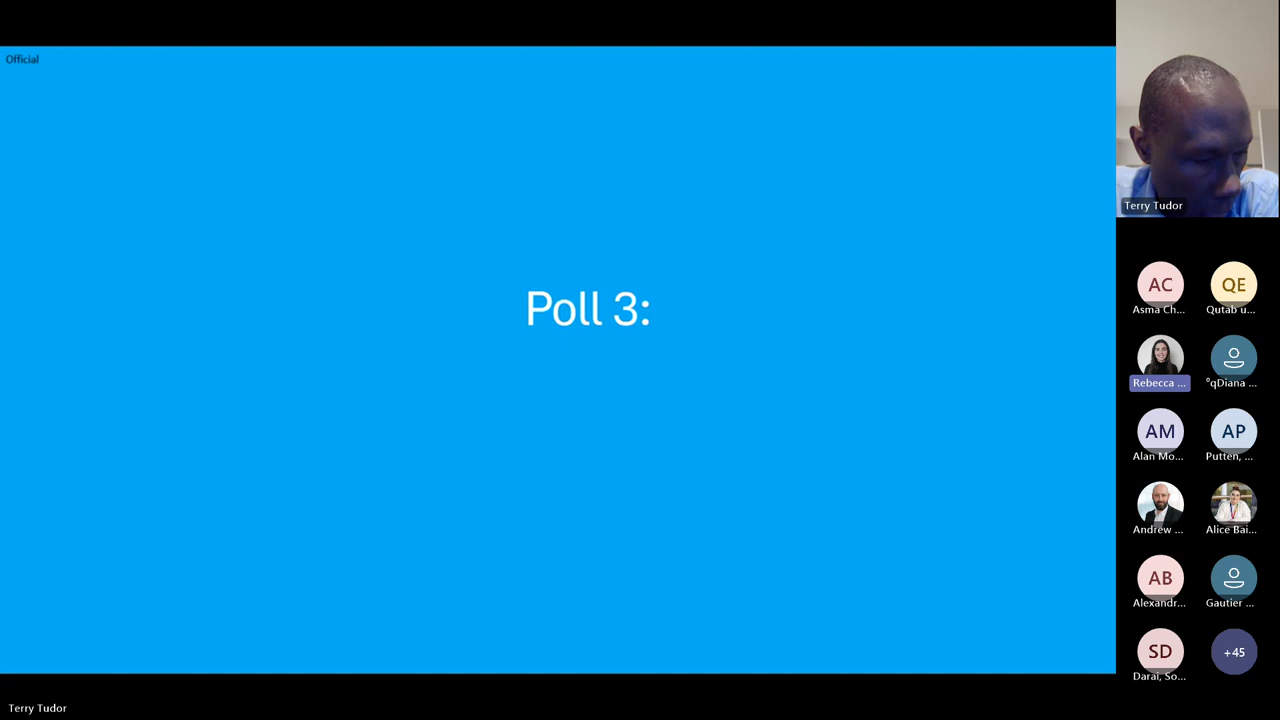 Official
Poll 3:
Terry Tudor
AC
Asma Ch...
QE
Qutab u...
Rebecca ...
°qDiana ...
AM
Alan Mo...
AP
Putten, ...
Andrew ...
Alice Bai...
AB
Alexandr...
Gautier ...
SD
Darai, So...
+45
Terry Tudor